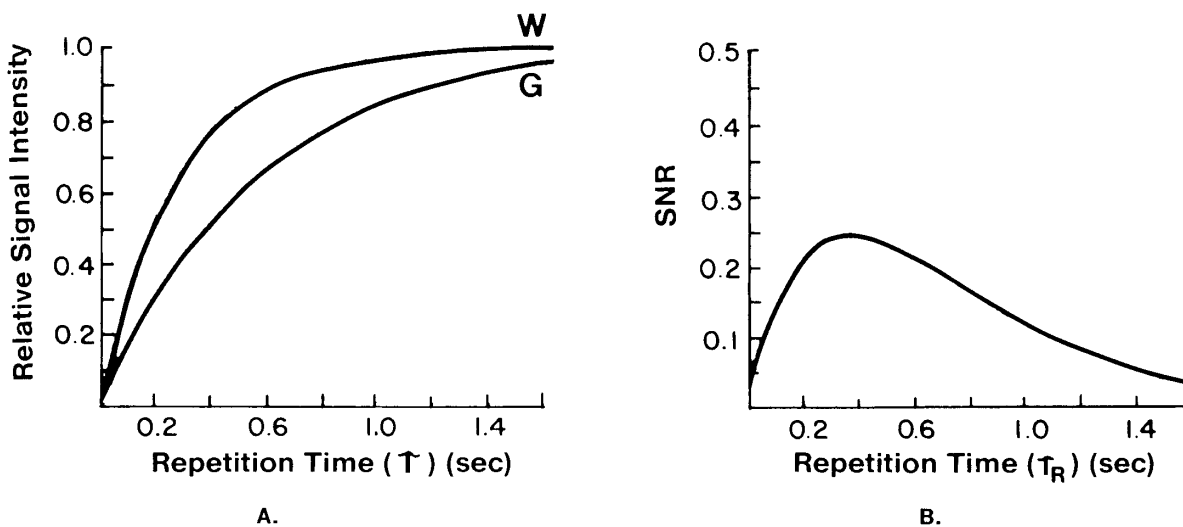 W
G
Relative Signal Intensity
1.0
0.8
0.6
0.4
0.2
0.2 0.6 1.0 1.4
Repetition Time (↑) (sec)
A.
SNR
0.5
0.4
0.3
0.2
0.1
0.2 0.6 1.0 1.4
Repetition Time (↑R) (sec)
B.